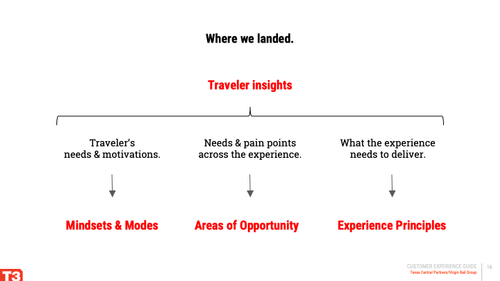 Where we landed.
Traveler insights
Traveler's
needs & motivations.
Needs & pain points
across the experience.
What the experience
needs to deliver.
Mindsets & Modes
Areas of Opportunity
Experience Principles
CUSTOMER EXPERIENCE GUIDE
Texas Central Partners/Virgin Rail Group
16
T3